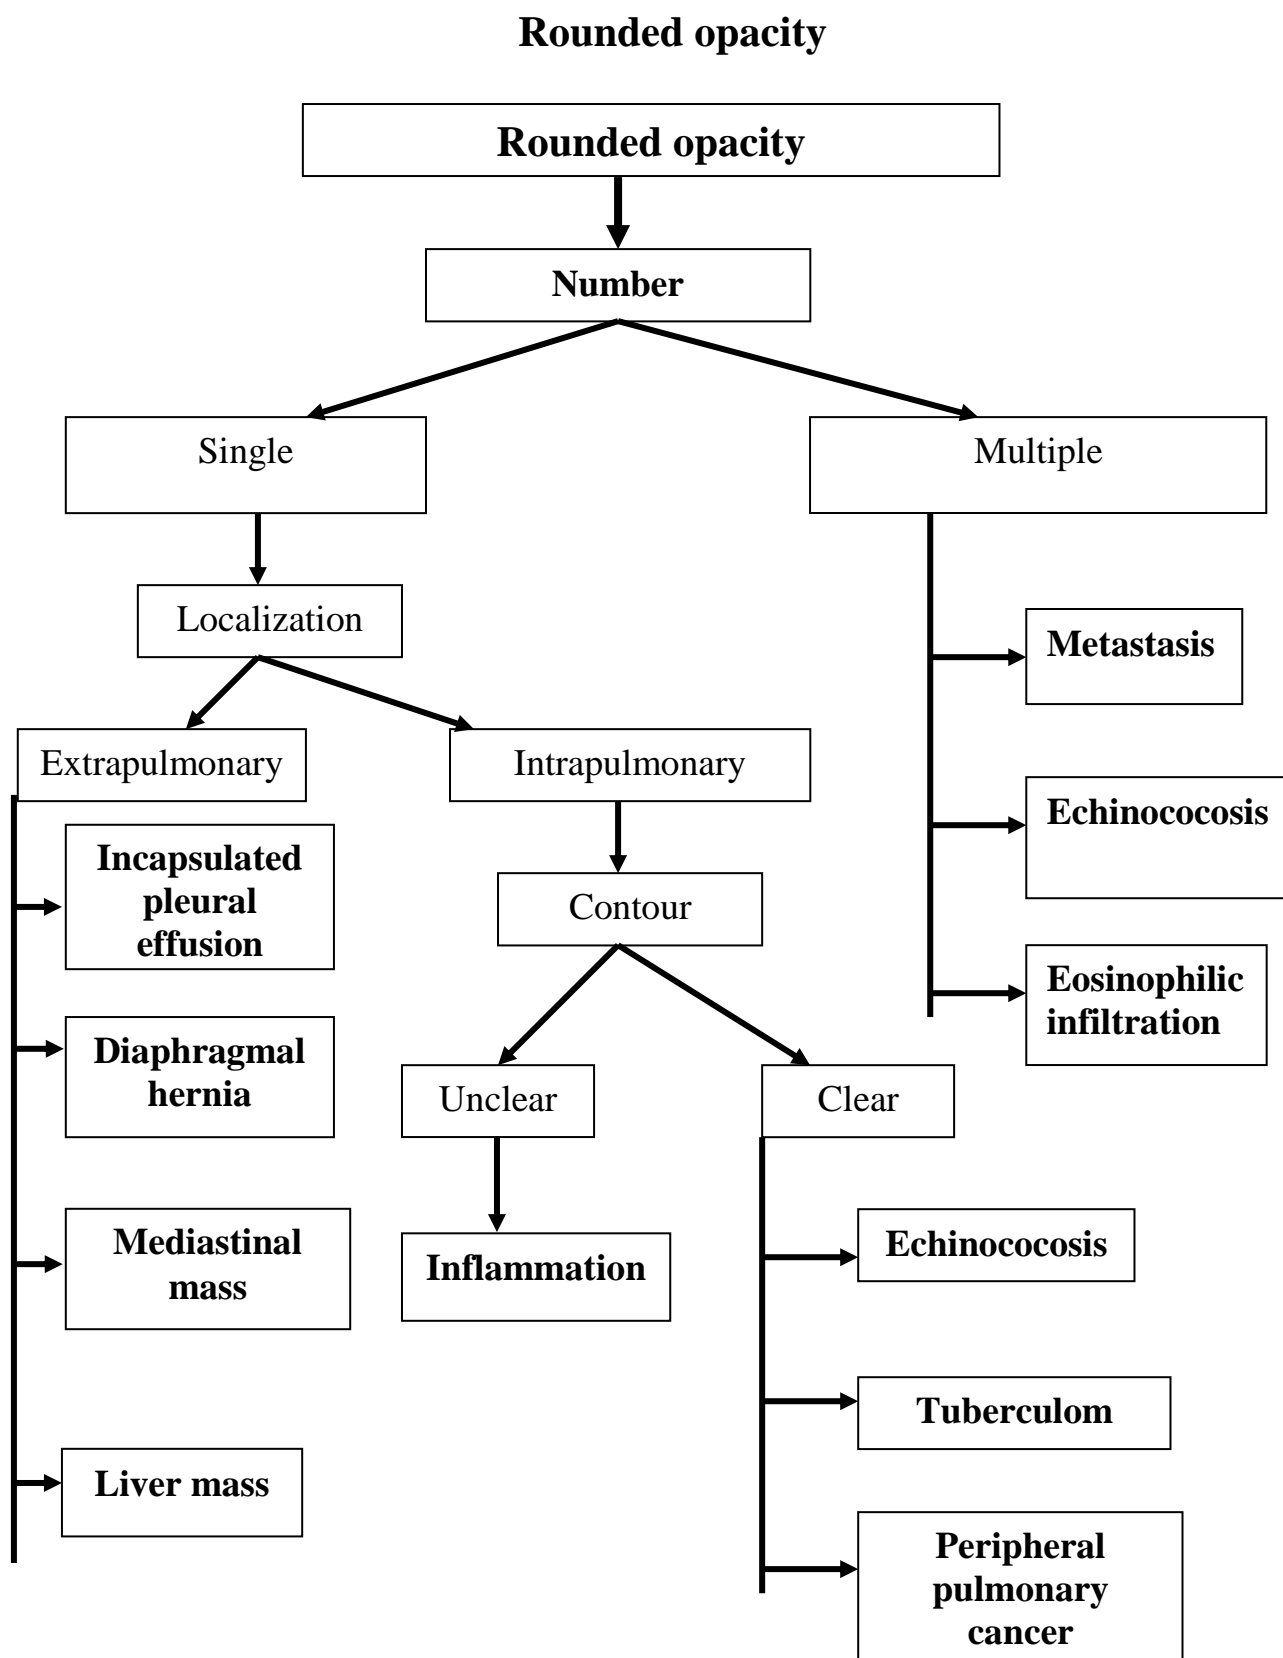 Rounded opacity
Rounded opacity
Number
Single
Multiple
Localization
Metastasis
Extrapulmonary
Intrapulmonary
Echinococosis
Incapsulated
pleural
effusion
Contour
Eosinophilic
infiltration
Diaphragmal
hernia
Unclear
Clear
Mediastinal
mass
Inflammation
Echinococosis
Tuberculom
Liver mass
Peripheral
pulmonary
cancer